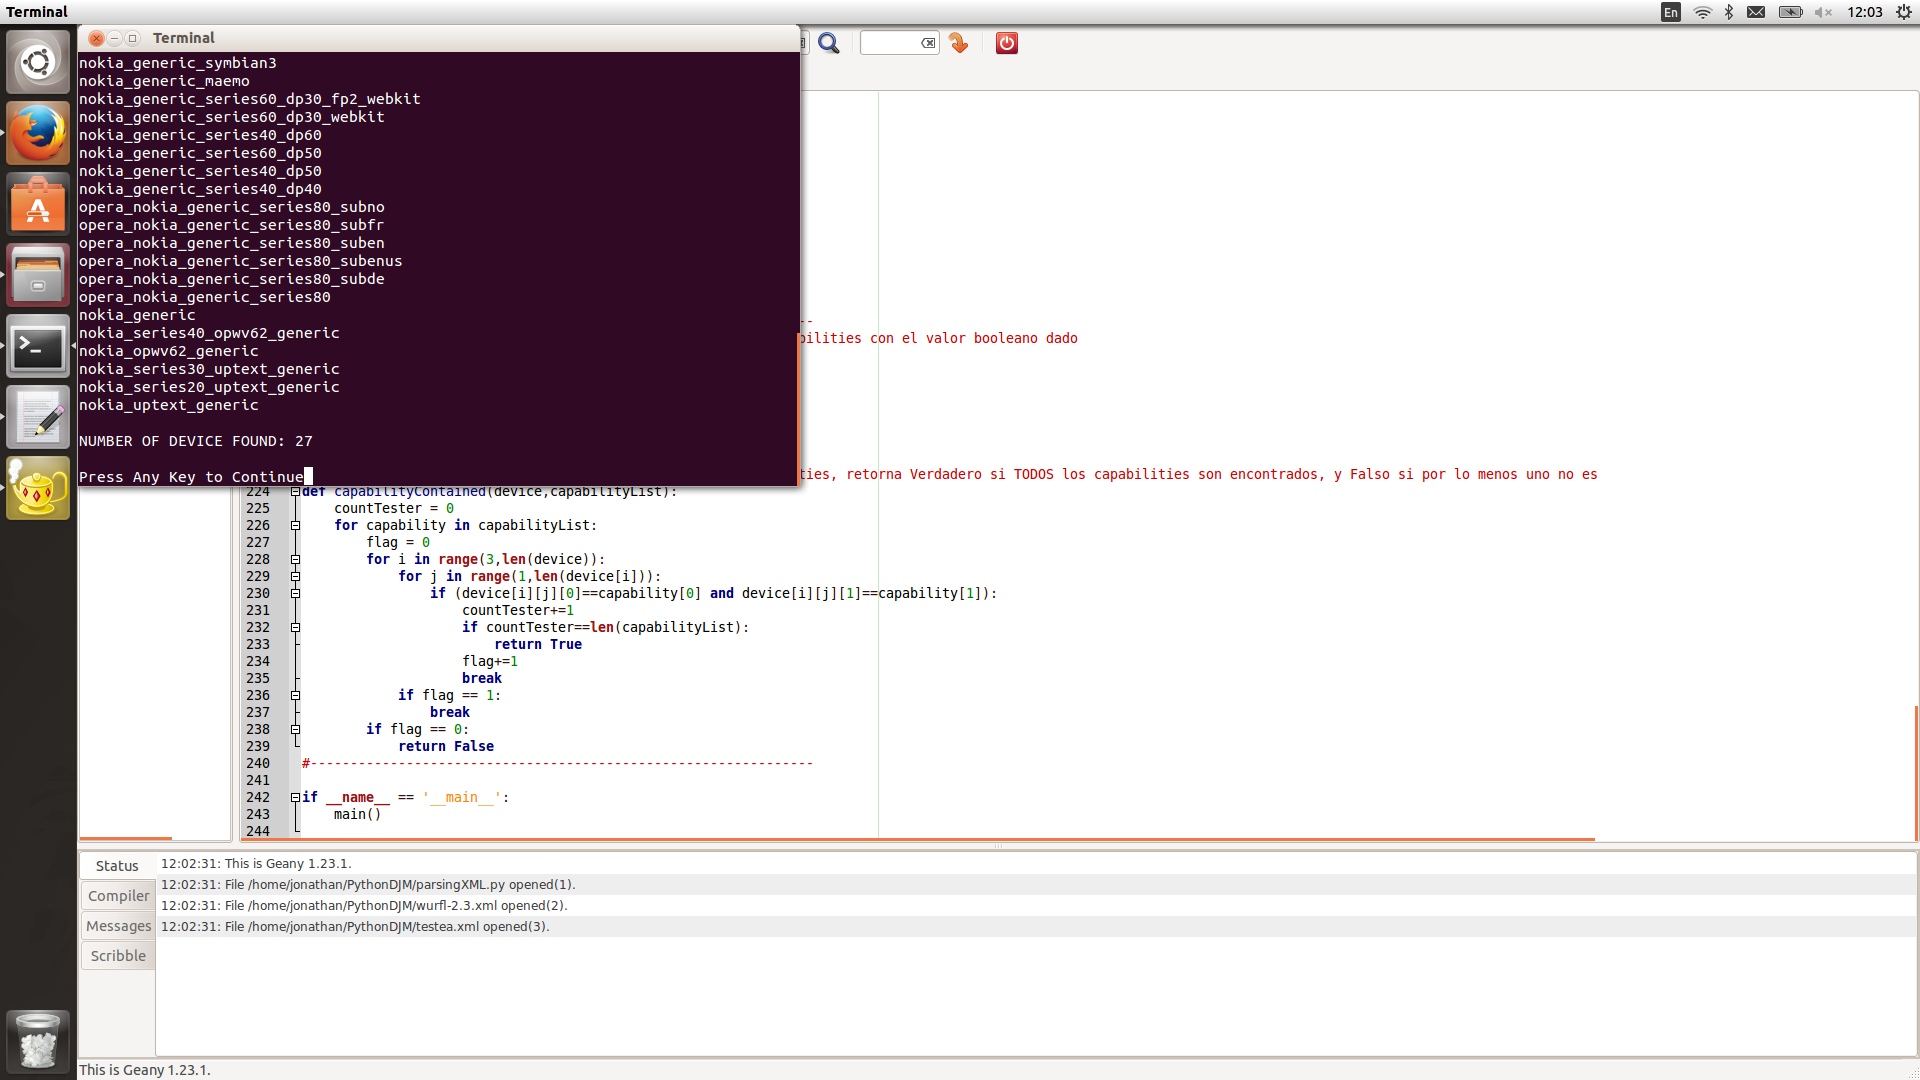 Terminal
En
12:03
Terminal
nokia_generic_symbian3
nokia_generic_maemo
nokia_generic_series60_dp30_fp2_webkit
nokia_generic_series60_dp30_webkit
nokia_generic_series40_dp60
nokia_generic_series60_dp50
nokia_generic_series40_dp50
nokia_generic_series40_dp40
opera_nokia_generic_series80_subno
opera_nokia_generic_series80_subfr
opera_nokia_generic_series80_suben
opera_nokia_generic_series80_subenus
opera_nokia_generic_series80_subde
opera_nokia_generic_series80
nokia_generic
nokia_series40_opwv62_generic
nokia_opwv62_generic
nokia_series30_uptext_generic
nokia_series20_uptext_generic
nokia_uptext_generic
NUMBER OF DEVICE FOUND: 27
Press Any Key to Continue
--
bilities con el valor booleano dado
ties, retorna Verdadero si TODOS los capabilities son encontrados, y Falso si por lo menos uno no es
224 def capabilityContained(device,capabilityList):
225     countTester = 0
226     for capability in capabilityList:
227         flag = 0
228         for i in range(3,len(device)):
229             for j in range(1,len(device[i])):
230                 if (device[i][j][0]==capability[0] and device[i][j][1]==capability[1]):
231                     countTester+=1
232                     if countTester==len(capabilityList):
233                         return True
234                     flag+=1
235                     break
236             if flag == 1:
237                 break
238         if flag == 0:
239             return False
240 #---------------------------------------------------------------
241
242 if __name__ == '__main__':
243     main()
244
Status
Compiler
Messages
Scribble
12:02:31: This is Geany 1.23.1.
12:02:31: File /home/jonathan/PythonDJM/parsingXML.py opened(1).
12:02:31: File /home/jonathan/PythonDJM/wurfl-2.3.xml opened(2).
12:02:31: File /home/jonathan/PythonDJM/testea.xml opened(3).
This is Geany 1.23.1.